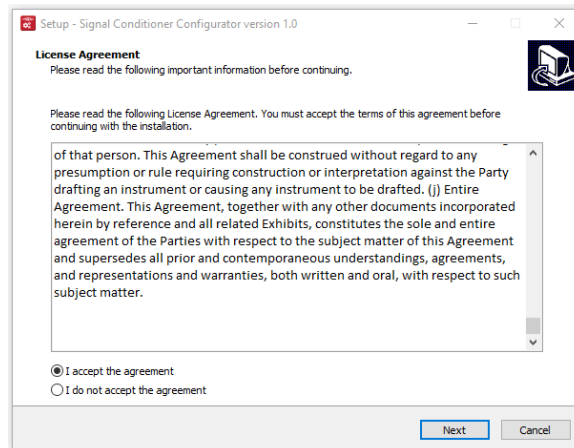 Setup - Signal Conditioner Configurator version 1.0
License Agreement
Please read the following important information before continuing.
Please read the following License Agreement. You must accept the terms of this agreement before
continuing with the installation.
of that person. This Agreement shall be construed without regard to any
presumption or rule requiring construction or interpretation against the Party
drafting an instrument or causing any instrument to be drafted. (j) Entire
Agreement. This Agreement, together with any other documents incorporated
herein by reference and all related Exhibits, constitutes the sole and entire
agreement of the Parties with respect to the subject matter of this Agreement
and supersedes all prior and contemporaneous understandings, agreements,
and representations and warranties, both written and oral, with respect to such
subject matter.
I accept the agreement
I do not accept the agreement
Next
Cancel